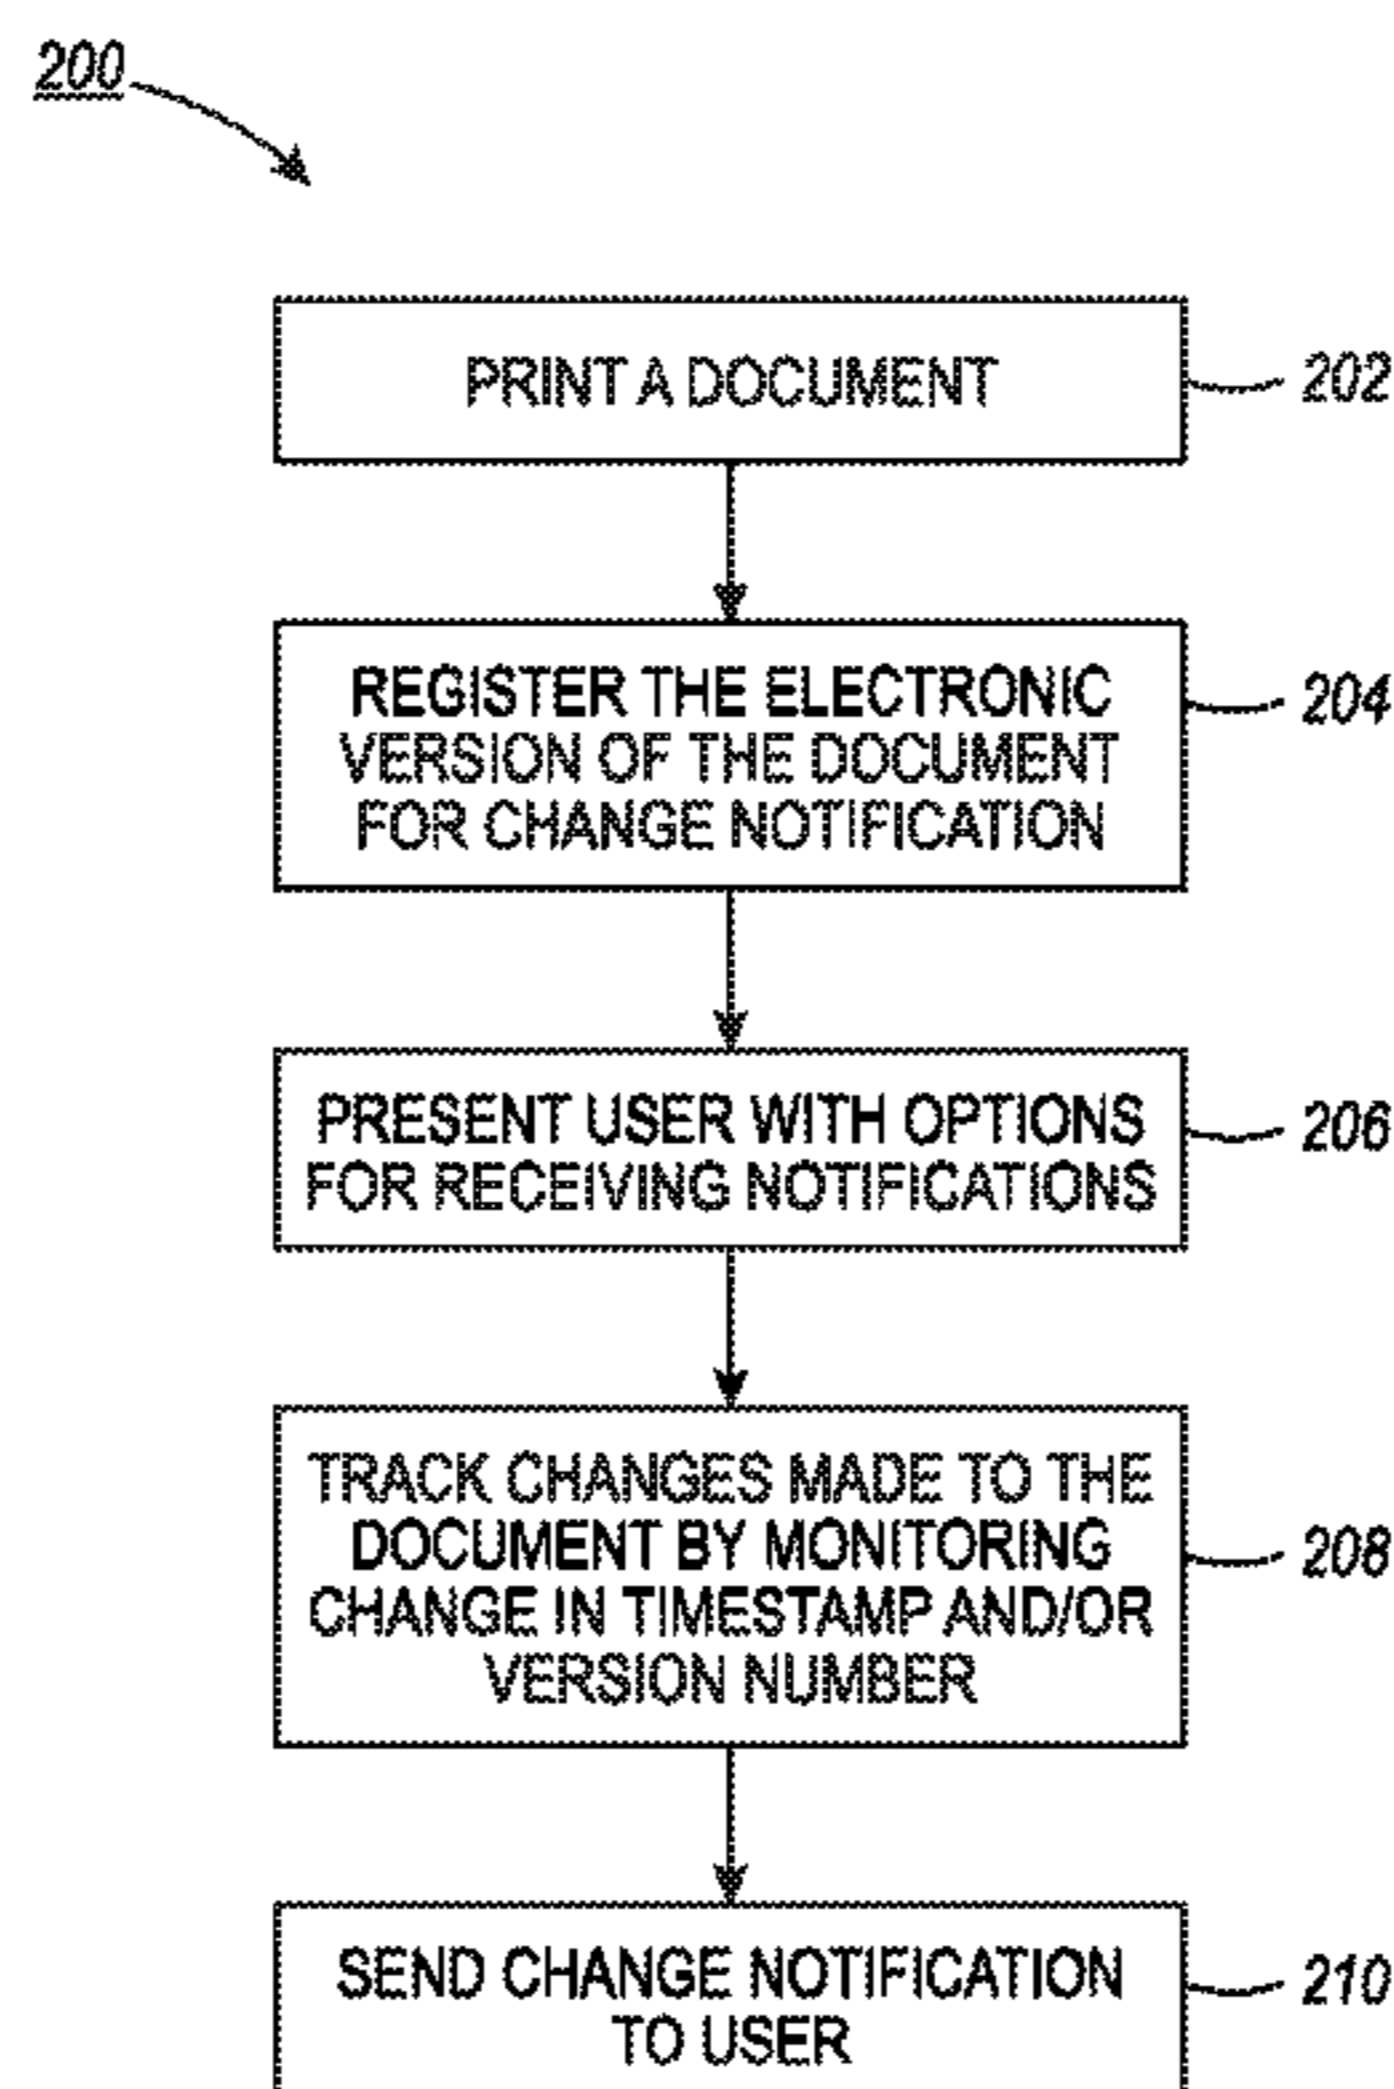 200
PRINT A DOCUMENT
202
REGISTER THE ELECTRONIC
VERSION OF THE DOCUMENT
FOR CHANGE NOTIFICATION
204
PRESENT USER WITH OPTIONS
FOR RECEIVING NOTIFICATIONS
206
TRACK CHANGES MADE TO THE
DOCUMENT BY MONITORING
CHANGE IN TIMESTAMP AND/OR
VERSION NUMBER
208
SEND CHANGE NOTIFICATION
TO USER
210